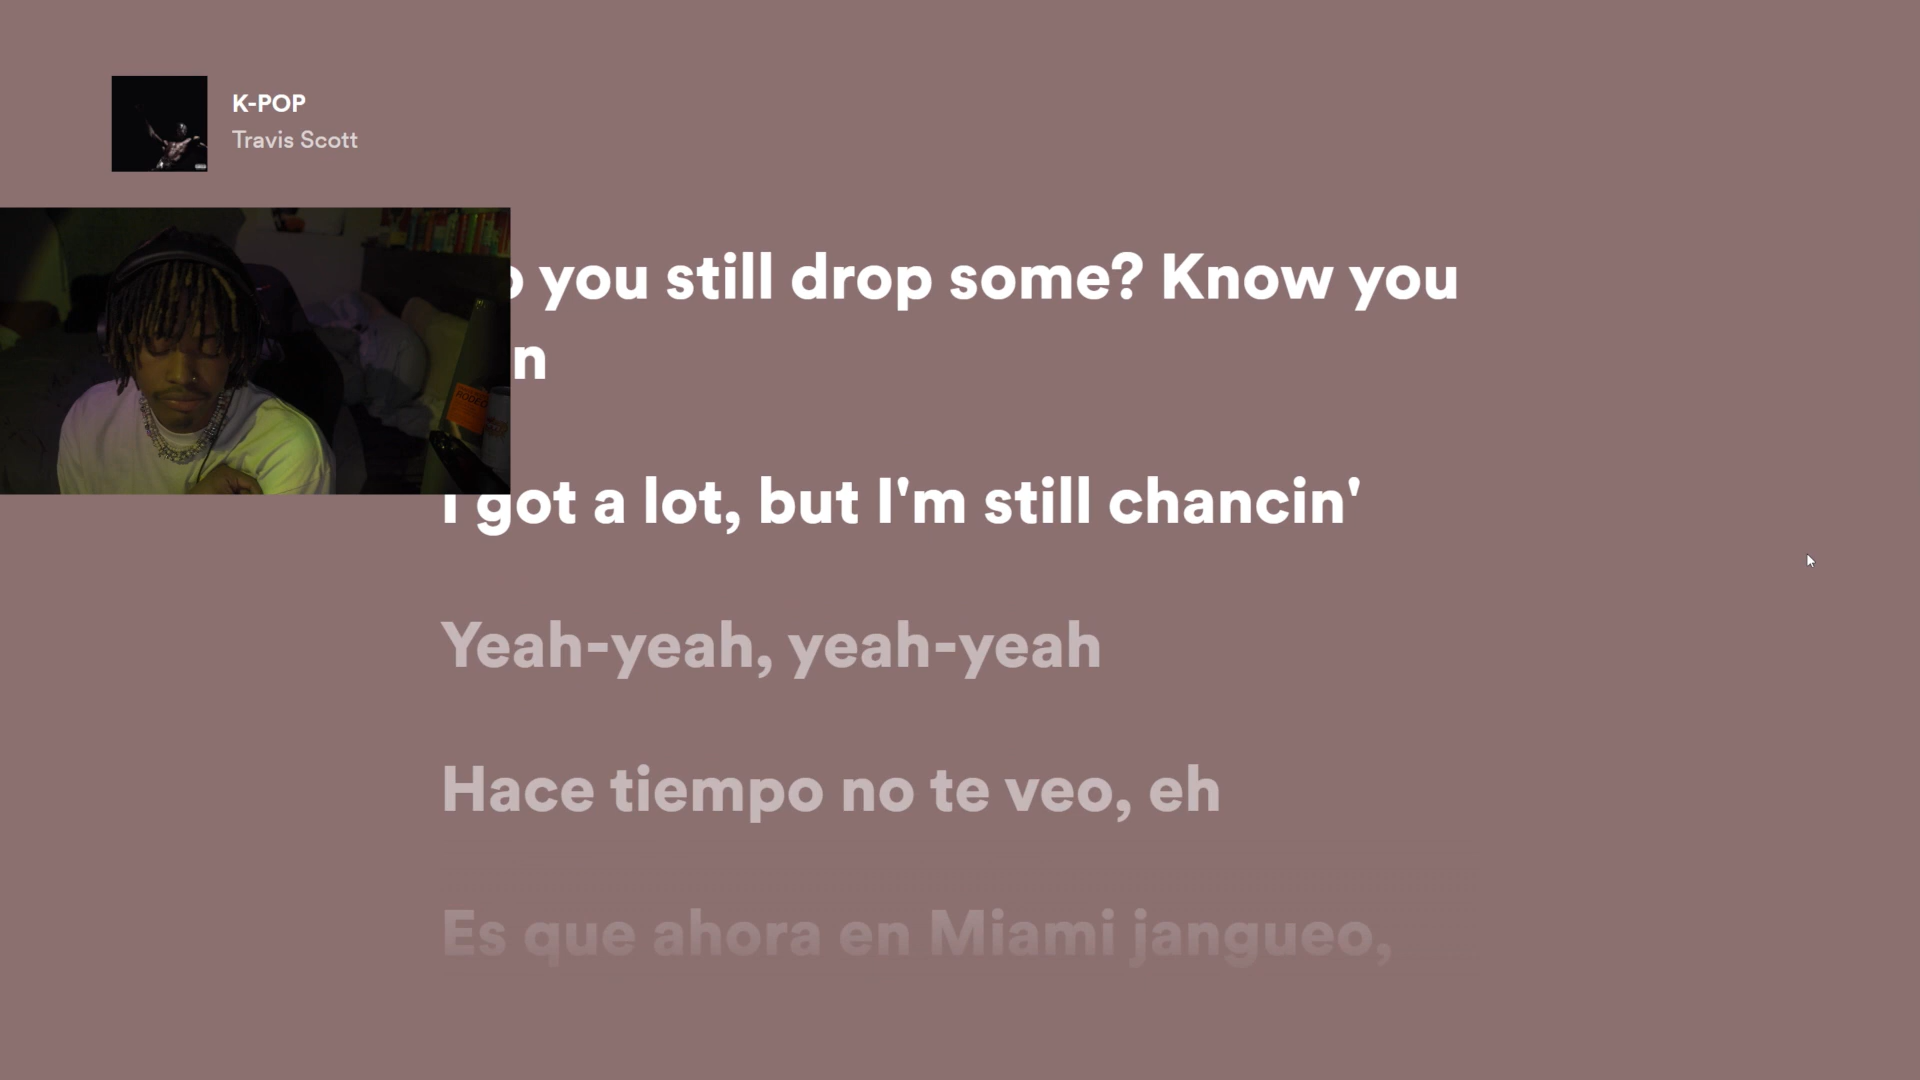 K-POP
Travis Scott
you still drop some? Know you
RODEO
I got a lot, but I'm still chancin'
Yeah-yeah, yeah-yeah
Hace tiempo no te veo, eh
Es que ahora en Miami jangueo,